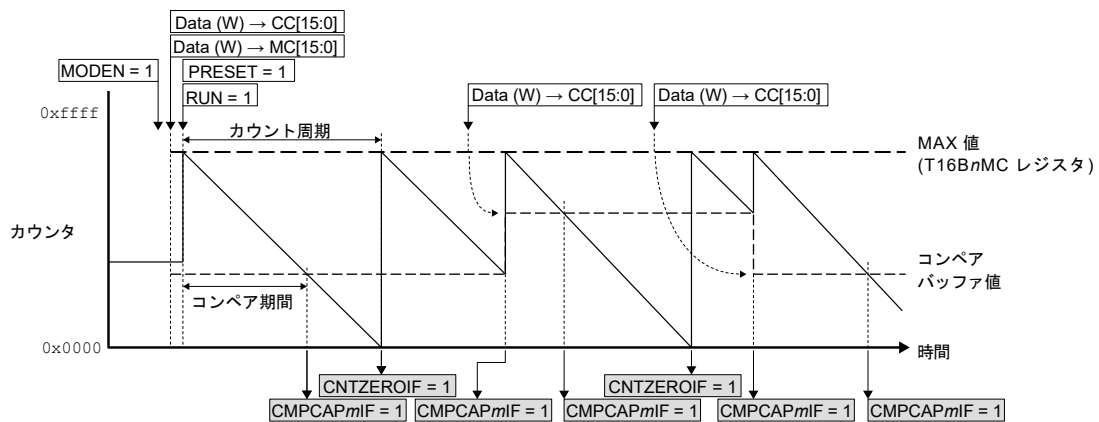 Data (W) → CC[15:0]
Data (W) → MC[15:0]
MODEN = 1
PRESET = 1
RUN = 1
Data (W) → CC[15:0]
Data (W) → CC[15:0]
0xffff
カウント周期
MAX 値
(T16BnMC レジスタ)
カウンタ
コンペア
バッファ値
コンペア期間
0x0000
時間
CNTZEROIF = 1
CNTZEROIF = 1
CMPCAPmIF = 1
CMPCAPmIF = 1
CMPCAPmIF = 1
CMPCAPmIF = 1
CMPCAPmIF = 1